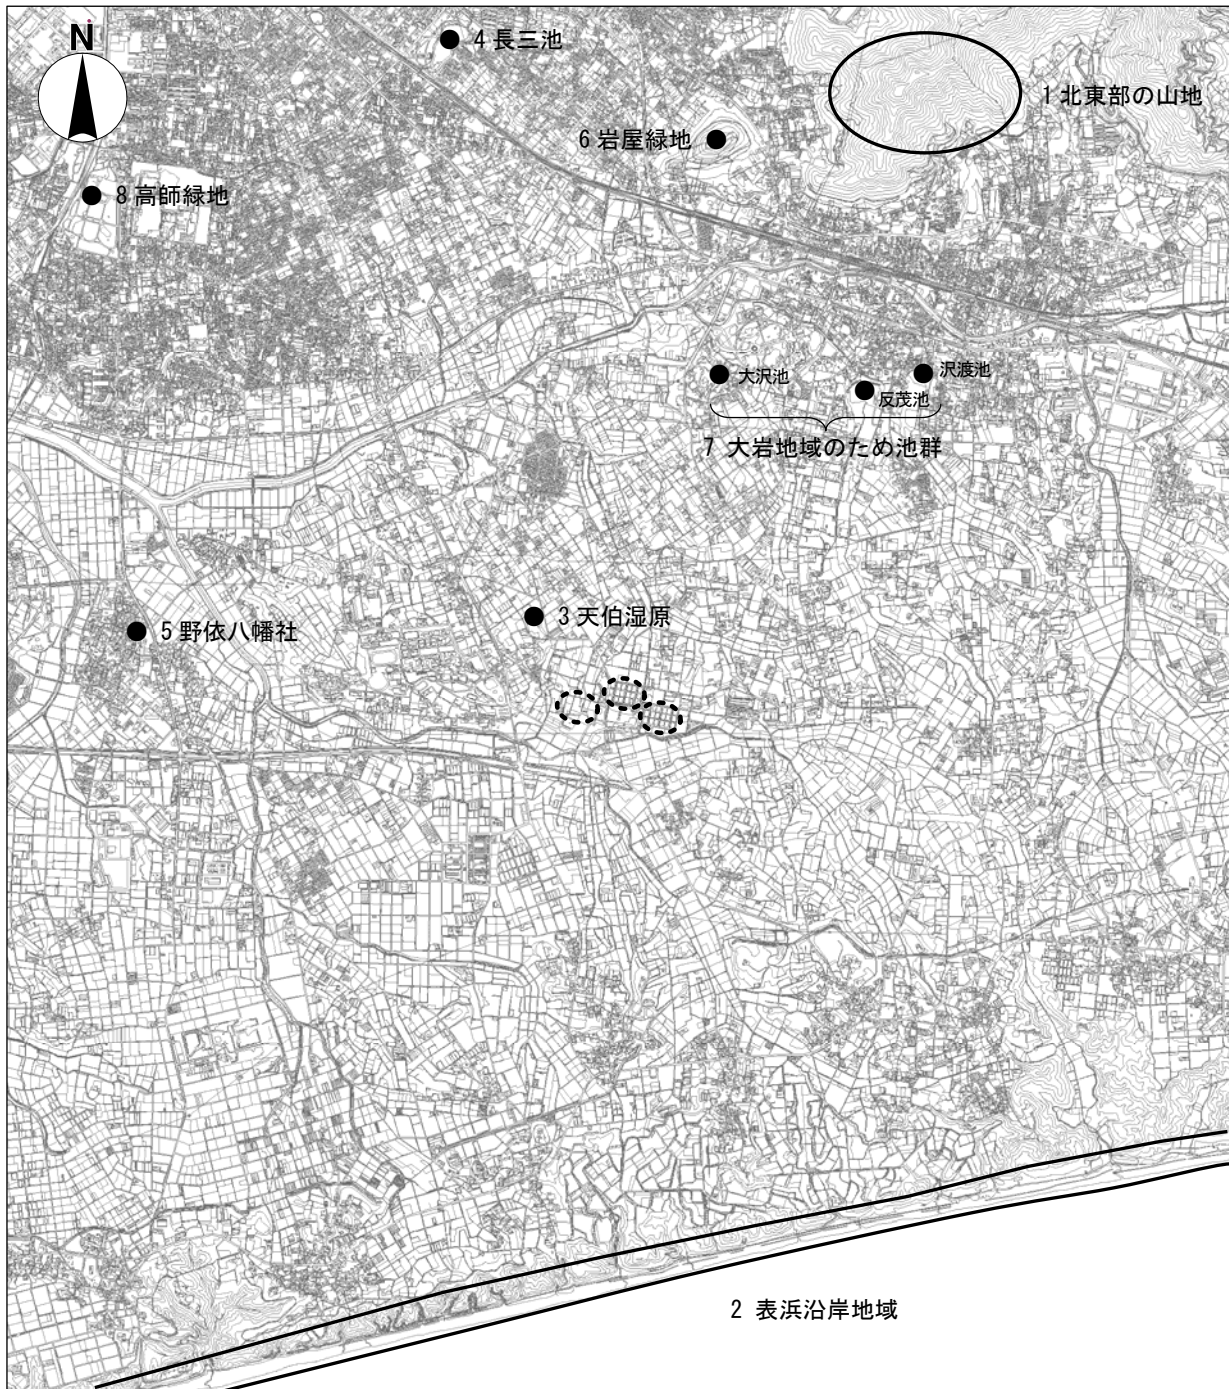 N
4 長三池
1 北東部の山地
6 岩屋緑地
8 高師緑地
大沢池
沢渡池
反茂池
7 大岩地域のため池群
3 天伯湿原
5 野依八幡社
2 表浜沿岸地域